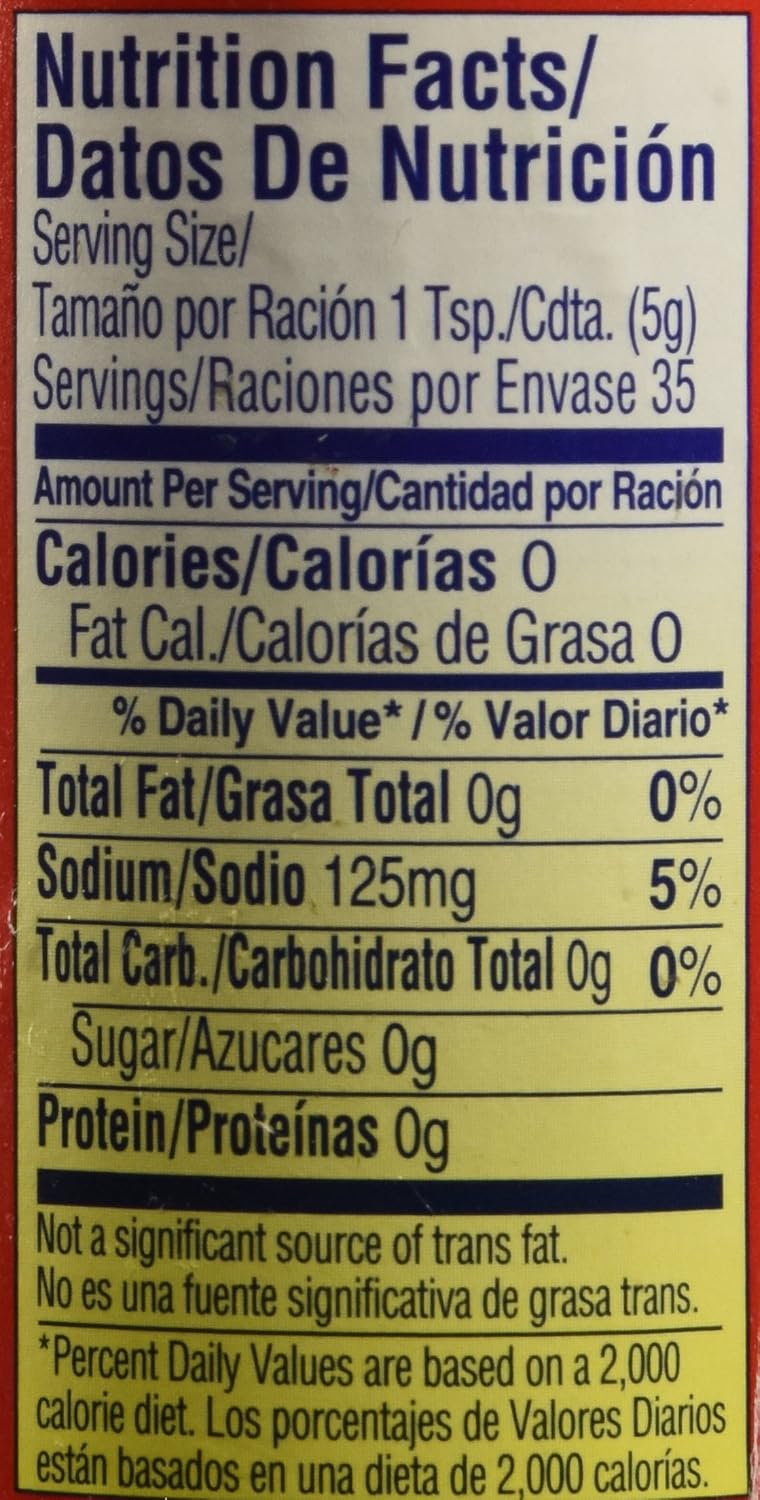 Nutrition Facts/
Datos De Nutrición
Serving Size/
Tamaño por Ración 1 Tsp./Cdta. (5g)
Servings/Raciones por Envase 35
Amount Per Serving/Cantidad por Ración
Calories/Calorías 0
Fat Cal./Calorías de Grasa 0
% Daily Value* / % Valor Diario*
Total Fat/Grasa Total 0g 0%
Sodium/Sodio 125mg 5%
Total Carb./Carbohidrato Total 0g 0%
Sugar/Azucares 0g
Protein/Proteínas 0g
Not a significant source of trans fat.
No es una fuente significativa de grasa trans.
*Percent Daily Values are based on a 2,000
calorie diet. Los porcentajes de Valores Diarios
están basados en una dieta de 2,000 calorías.